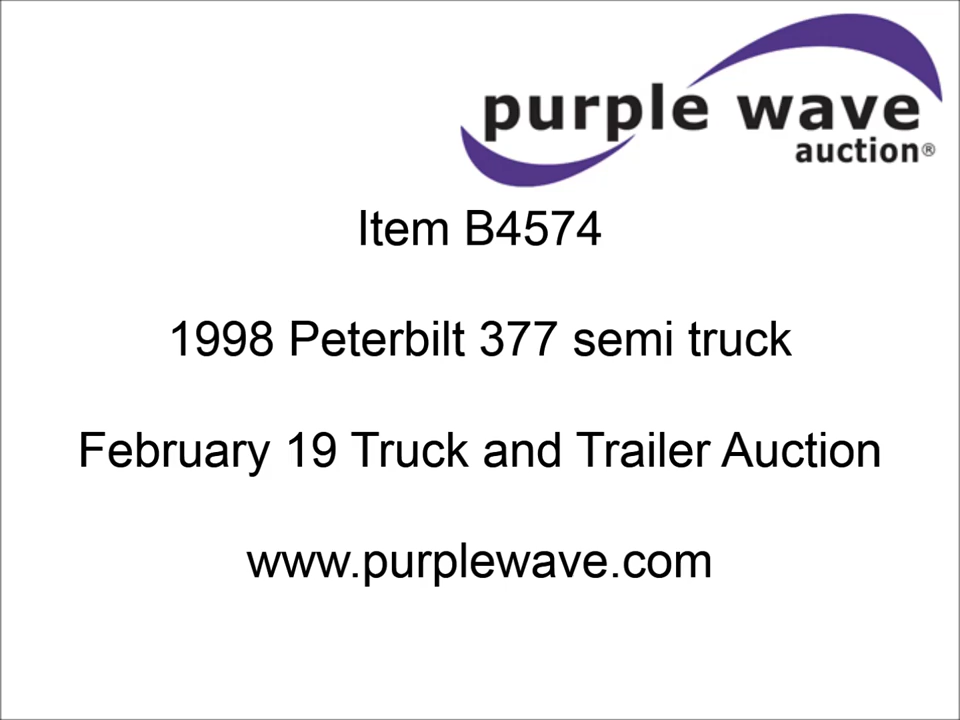 purple wave
auction®
Item B4574
1998 Peterbilt 377 semi truck
February 19 Truck and Trailer Auction
www.purplewave.com